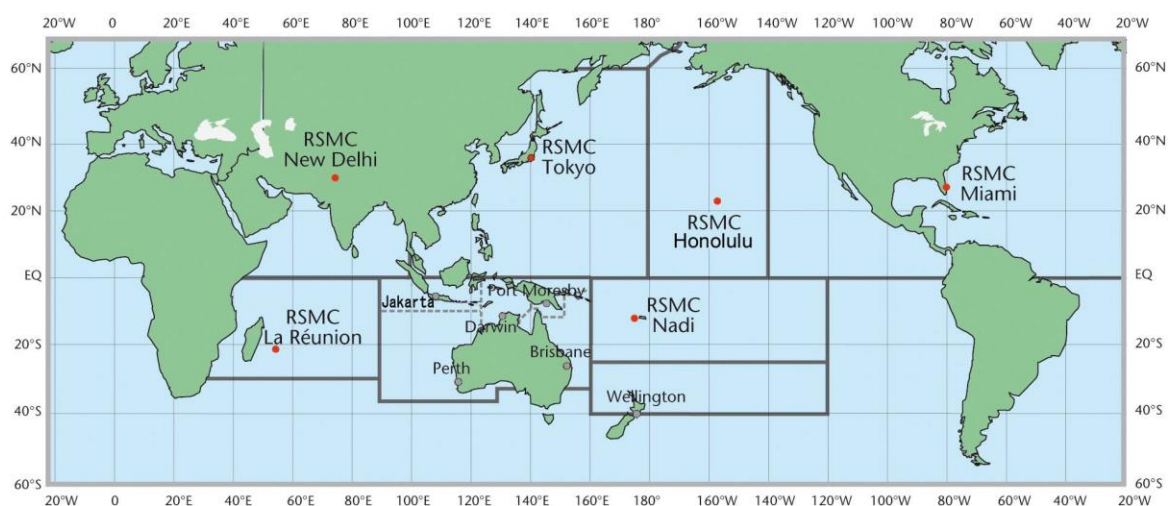 20°W 0 20°E 40°E 60°E 80°E 100°E 120°E 140°E 160°E 180 160°W 140°W 120°W 100°W 80°W 60°W 40°W 20°W
60°N 60°N
40°N 40°N
RSMC
New Delhi
RSMC
Tokyo
RSMC
Miami
20°N 20°N
RSMC
Honolulu
EQ EQ
Jakarta
Port Moresby
RSMC
La Réunion
RSMC
Nadi
Darwin
20°S 20°S
Brisbane
Perth
Wellington
40°S 40°S
60°S 60°S
20°W 0 20°E 40°E 60°E 80°E 100°E 120°E 140°E 160°E 180 160°W 140°W 120°W 100°W 80°W 60°W 40°W 20°W